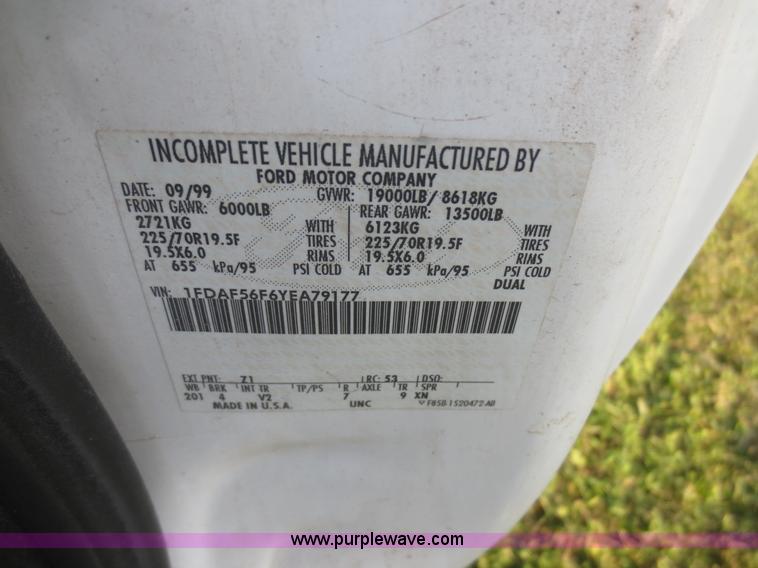 INCOMPLETE VEHICLE MANUFACTURED BY
FORD MOTOR COMPANY
DATE: 09/99 GVWR: 19000LB/ 8618KG
FRONT GAWR: 6000LB REAR GAWR: 13500LB
2721KG WITH 6123KG WITH
225/70R19.5F TIRES 225/70R19.5F TIRES
19.5X6.0 RIMS 19.5X6.0 RIMS
AT 655 kPa/95 PSI COLD AT 655 kPa/95 PSI COLD
DUAL
VIN: 1FDAF56F6YEA79177
EXT PNT: Z1 RC: 53 DSO:
WB BRK INT TR TP/PS R AXLE TR SPR
201 4 V2 7 9 XN
MADE IN U.S.A. UNC F85B-1520472-AB
www.purplewave.com